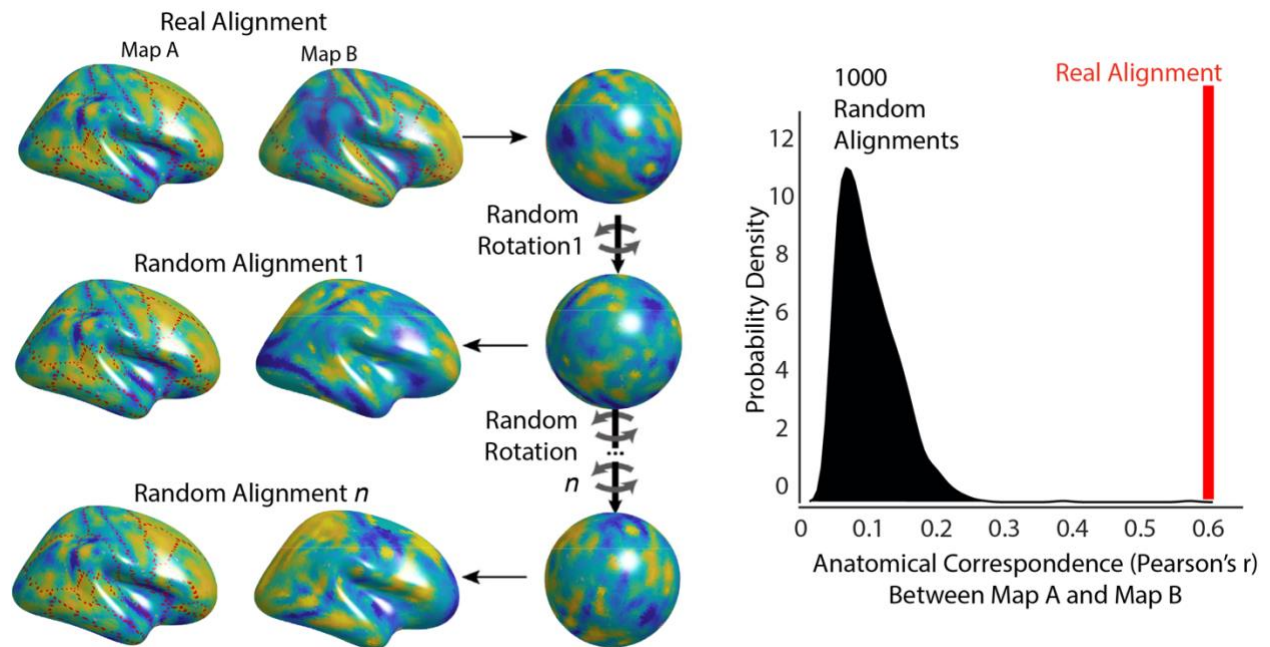 Real Alignment
Map A
Map B
Random
Rotation1
Random Alignment 1
Random
Rotation
...
n
Random Alignment n
1000
Random
Alignments
Real Alignment
Probability Density
12
10
8
6
4
2
0
0 0.1 0.2 0.3 0.4 0.5 0.6
Anatomical Correspondence (Pearson's r)
Between Map A and Map B